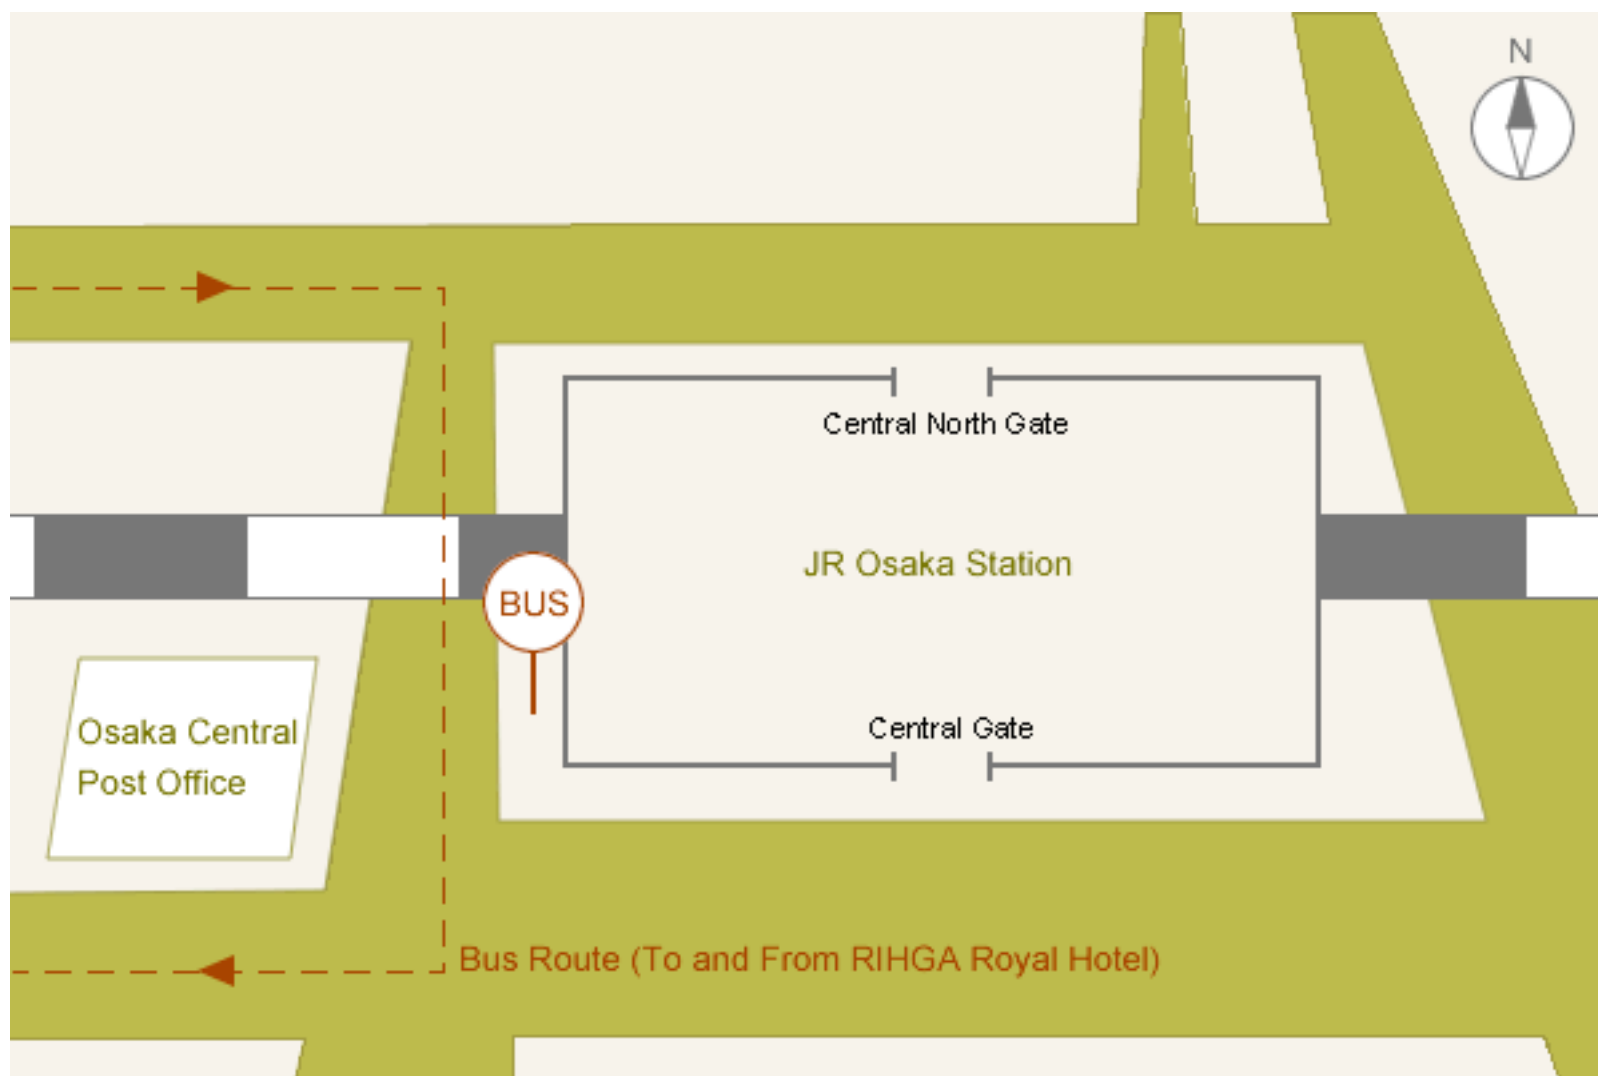 N
Central North Gate
JR Osaka Station
BUS
Central Gate
Osaka Central
Post Office
Bus Route (To and From RIHGA Royal Hotel)